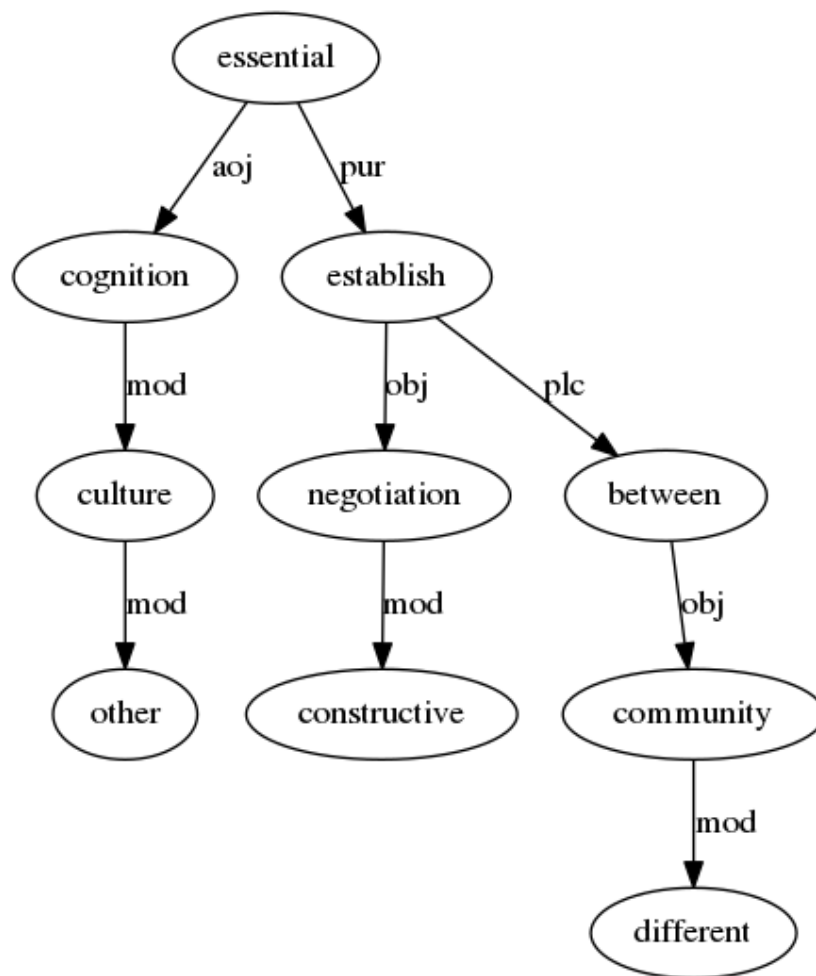 essential
aoj pur
cognition establish
mod obj plc
culture negotiation between
mod mod obj
other constructive community
mod
different